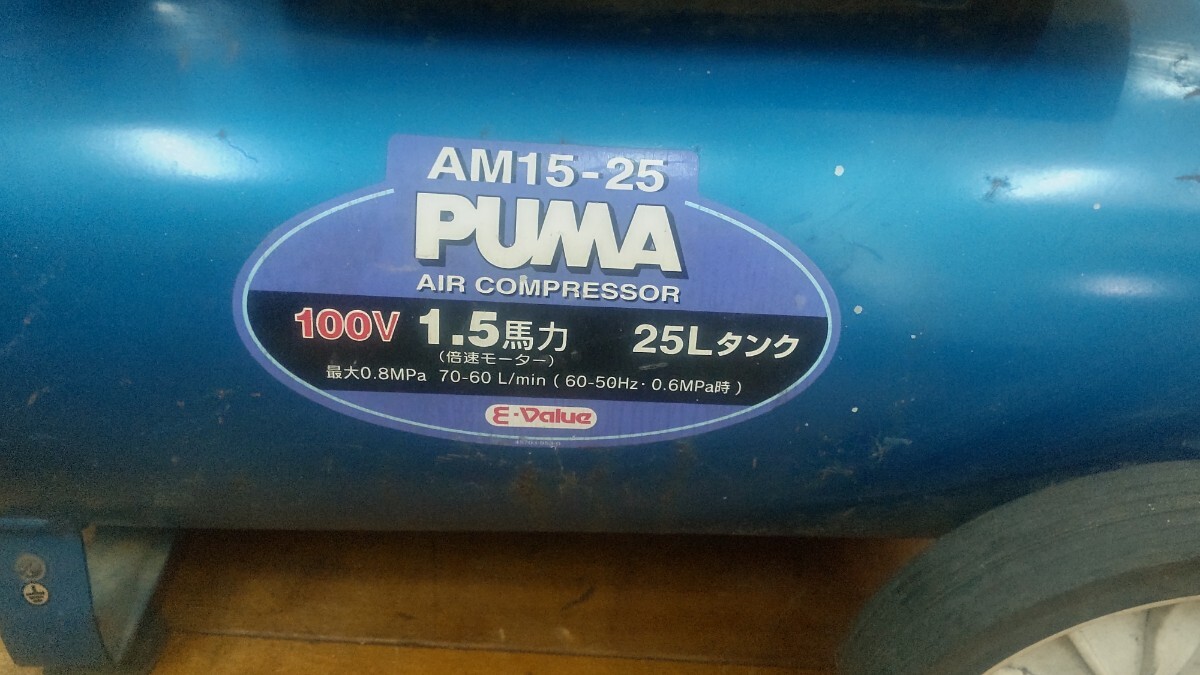 AM15-25
PUMA
AIR COMPRESSOR
100V 1.5馬力 25Lタンク
(倍速モーター)
最大0.8MPa 70-60 L/min ( 60-50Hz・0.6MPa時 )
E-Value